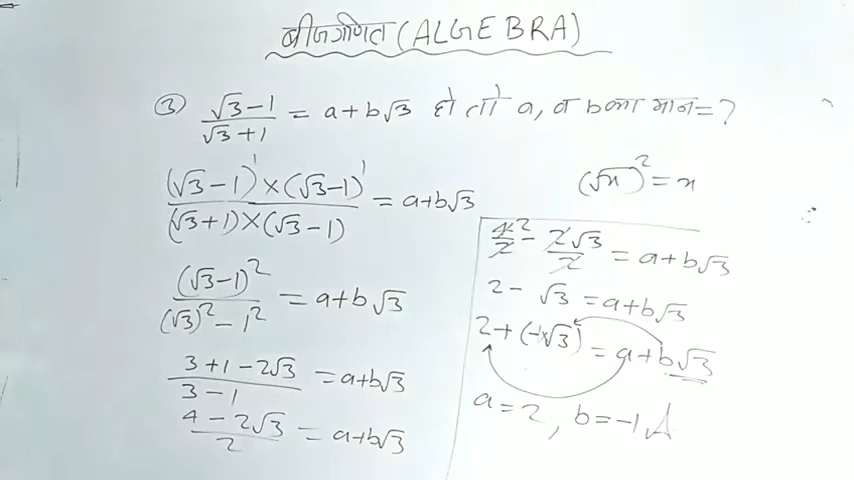 बीजगणित (ALGEBRA)
③ (√3-1)/(√3+1) = a+b√3 हो तो a, व b का मान=?
((√3-1)¹×(√3-1)¹)/((√3+1)×(√3-1)) = a+b√3
(√3-1)²/((√3)²-1²) = a+b√3
(3+1-2√3)/(3-1) = a+b√3
(4-2√3)/2 = a+b√3
(√x)² = x
4²/2 - 2√3/2 = a+b√3
2 - √3 = a+b√3
2+(-1×√3) = a+b√3
a=2, b=-1 A